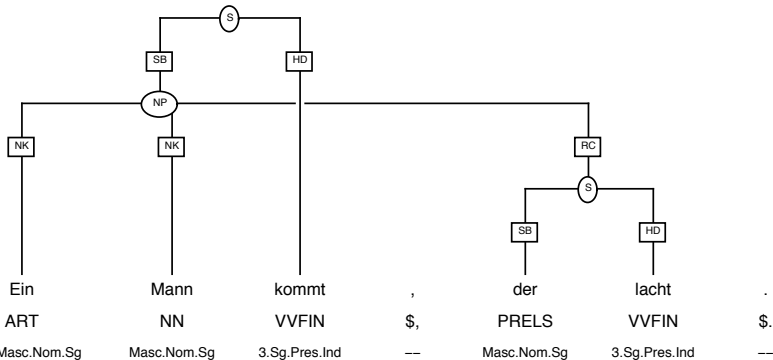 S
SB HD
NP
NK NK RC
S
SB HD
Ein Mann kommt , der lacht .
ART NN VVFIN $, PRELS VVFIN $.
Masc.Nom.Sg Masc.Nom.Sg 3.Sg.Pres.Ind -- Masc.Nom.Sg 3.Sg.Pres.Ind --